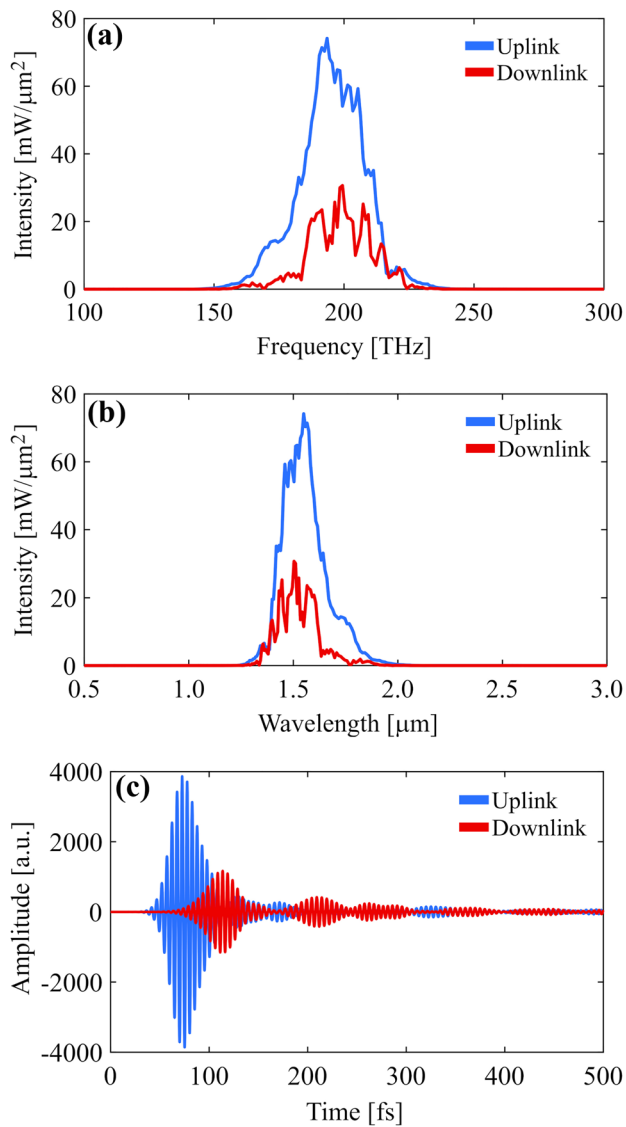 (a)
Uplink
Downlink
Intensity [mW/μm²]
80
60
40
20
0
100
150
200
250
300
Frequency [THz]
(b)
Uplink
Downlink
Intensity [mW/μm²]
80
60
40
20
0
0.5
1.0
1.5
2.0
2.5
3.0
Wavelength [μm]
(c)
Uplink
Downlink
Amplitude [a.u.]
4000
2000
0
-2000
-4000
0
100
200
300
400
500
Time [fs]